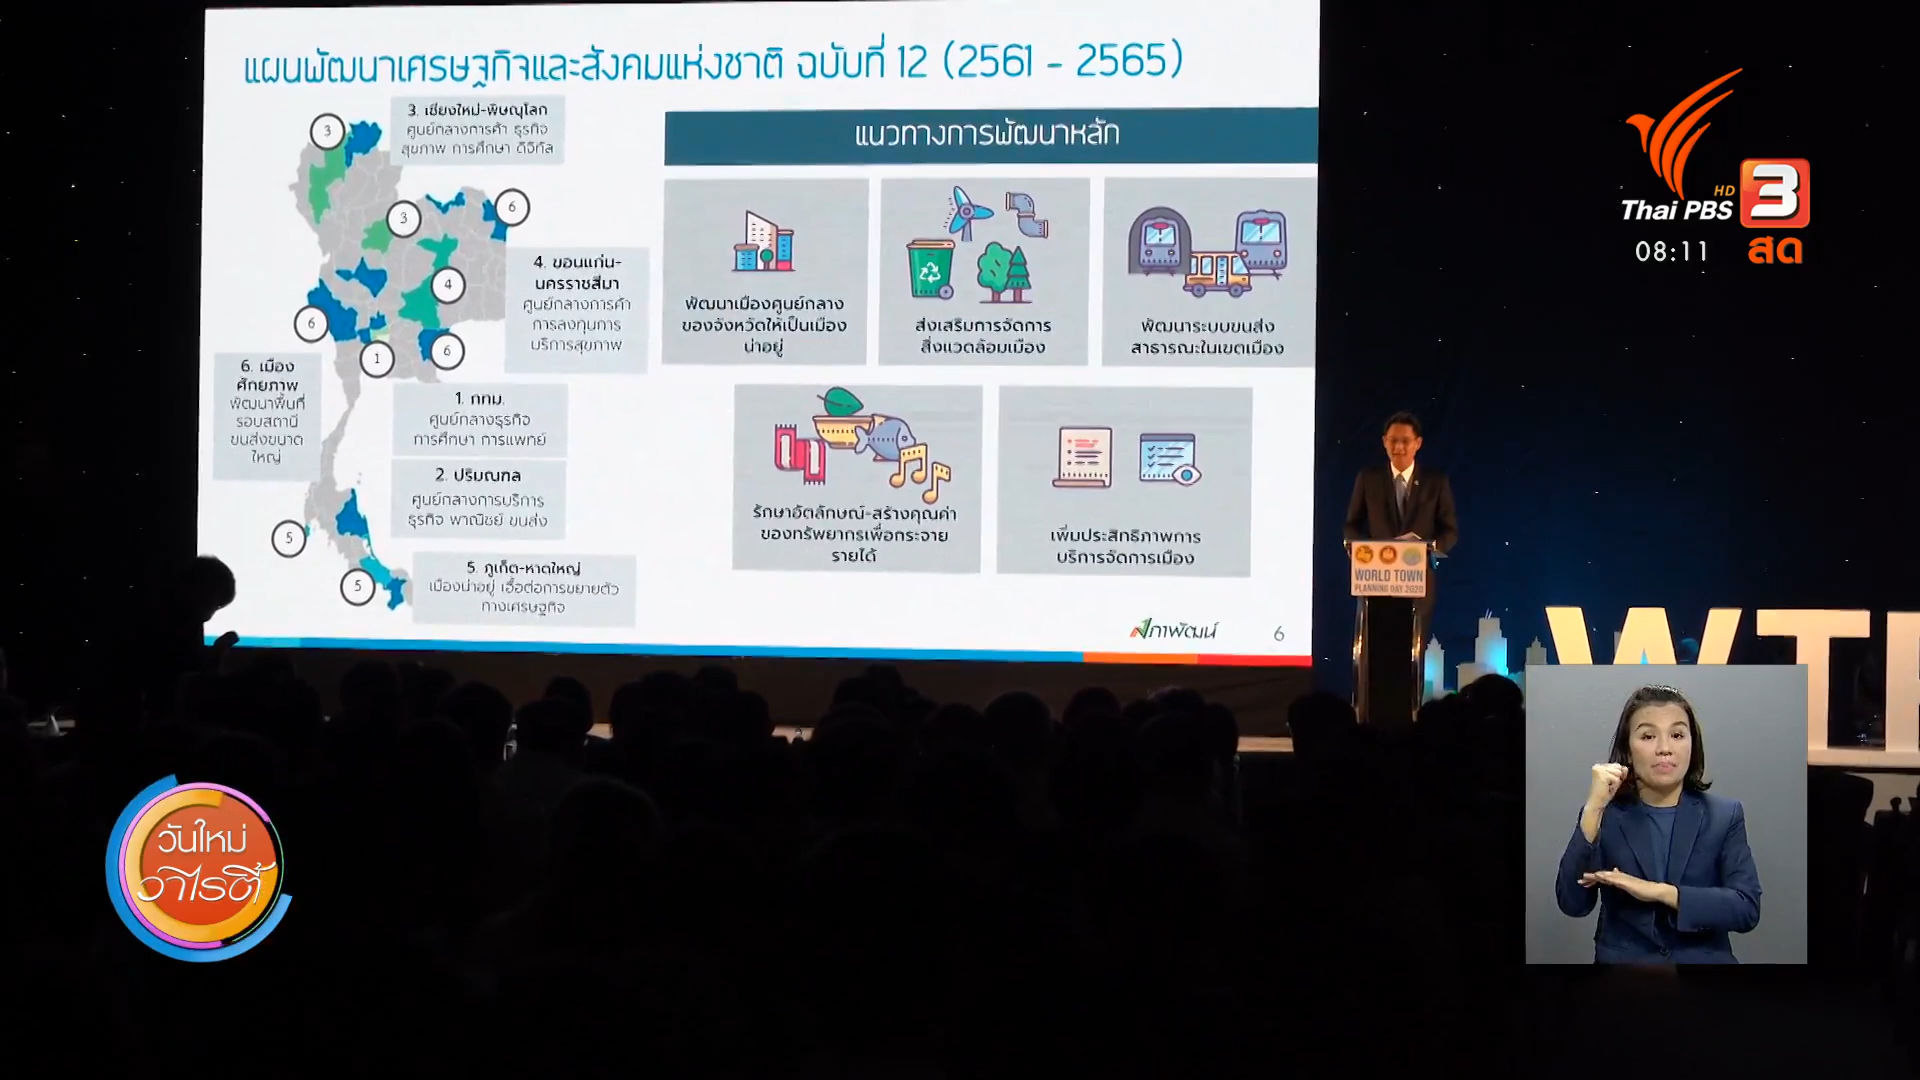 แผนพัฒนาเศรษฐกิจและสังคมแห่งชาติ ฉบับที่ 12 (2561 - 2565)
3. เชียงใหม่-พิษณุโลก
ศูนย์กลางการค้า ธุรกิจ
สุขภาพ การศึกษา ดิจิทัล
3
3
6
4
6
1
6
5
5
4. ขอนแก่น-
นครราชสีมา
ศูนย์กลางการค้า
การลงทุนการ
บริการสุขภาพ
6. เมือง
ศักยภาพ
พัฒนาพื้นที่
รอบสถานี
ขนส่งขนาด
ใหญ่
1. กทม.
ศูนย์กลางธุรกิจ
การศึกษา การแพทย์
2. ปริมณฑล
ศูนย์กลางการบริการ
ธุรกิจ พาณิชย์ ขนส่ง
5. ภูเก็ต-หาดใหญ่
เมืองน่าอยู่ เอื้อต่อการขยายตัว
ทางเศรษฐกิจ
แนวทางการพัฒนาหลัก
พัฒนาเมืองศูนย์กลาง
ของจังหวัดให้เป็นเมือง
น่าอยู่
ส่งเสริมการจัดการ
สิ่งแวดล้อมเมือง
พัฒนาระบบขนส่ง
สาธารณะในเขตเมือง
รักษาอัตลักษณ์-สร้างคุณค่า
ของทรัพยากรเพื่อกระจาย
รายได้
เพิ่มประสิทธิภาพการ
บริการจัดการเมือง
สภาพัฒน์
6
Thai PBS HD 3
08:11 สด
WORLD TOWN
PLANNING DAY 2020
วันใหม่
วาไรตี้